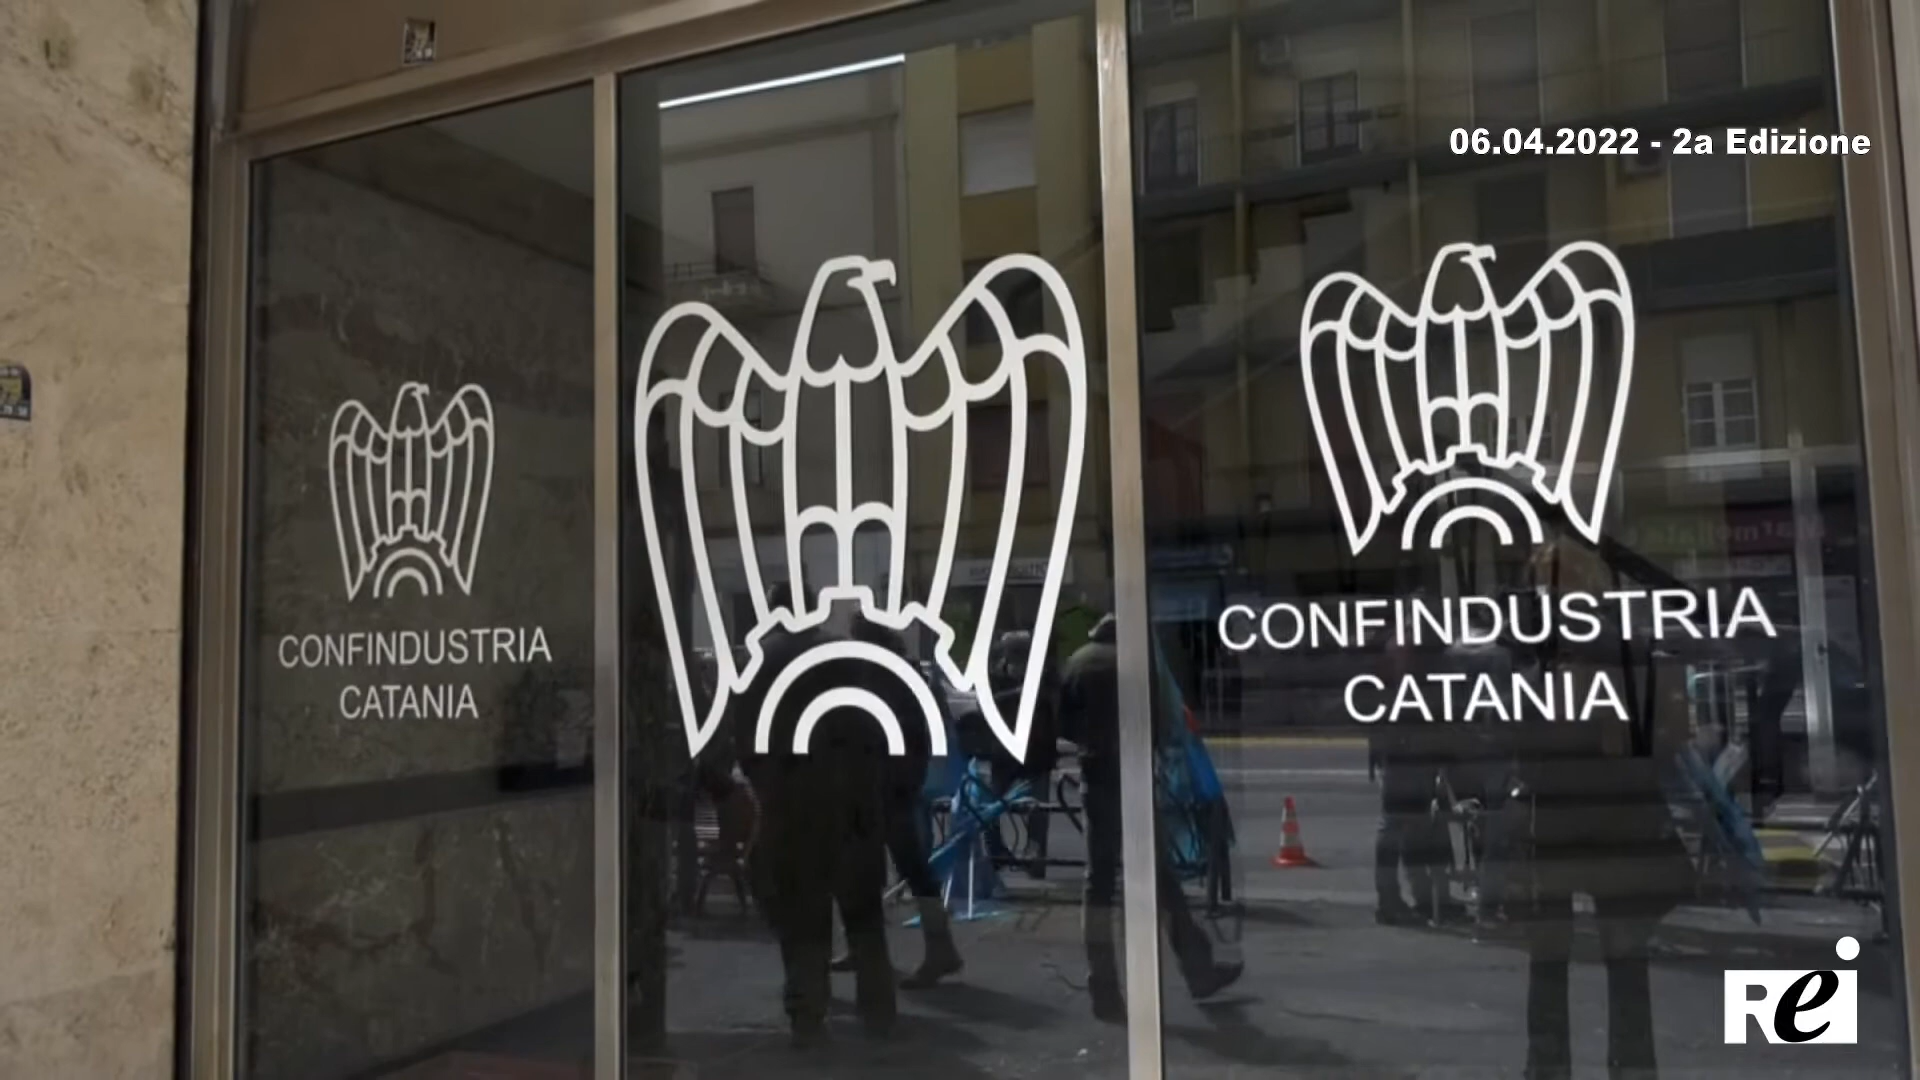 06.04.2022 - 2a Edizione
CONFINDUSTRIA
CATANIA
CONFINDUSTRIA
CATANIA
Rei